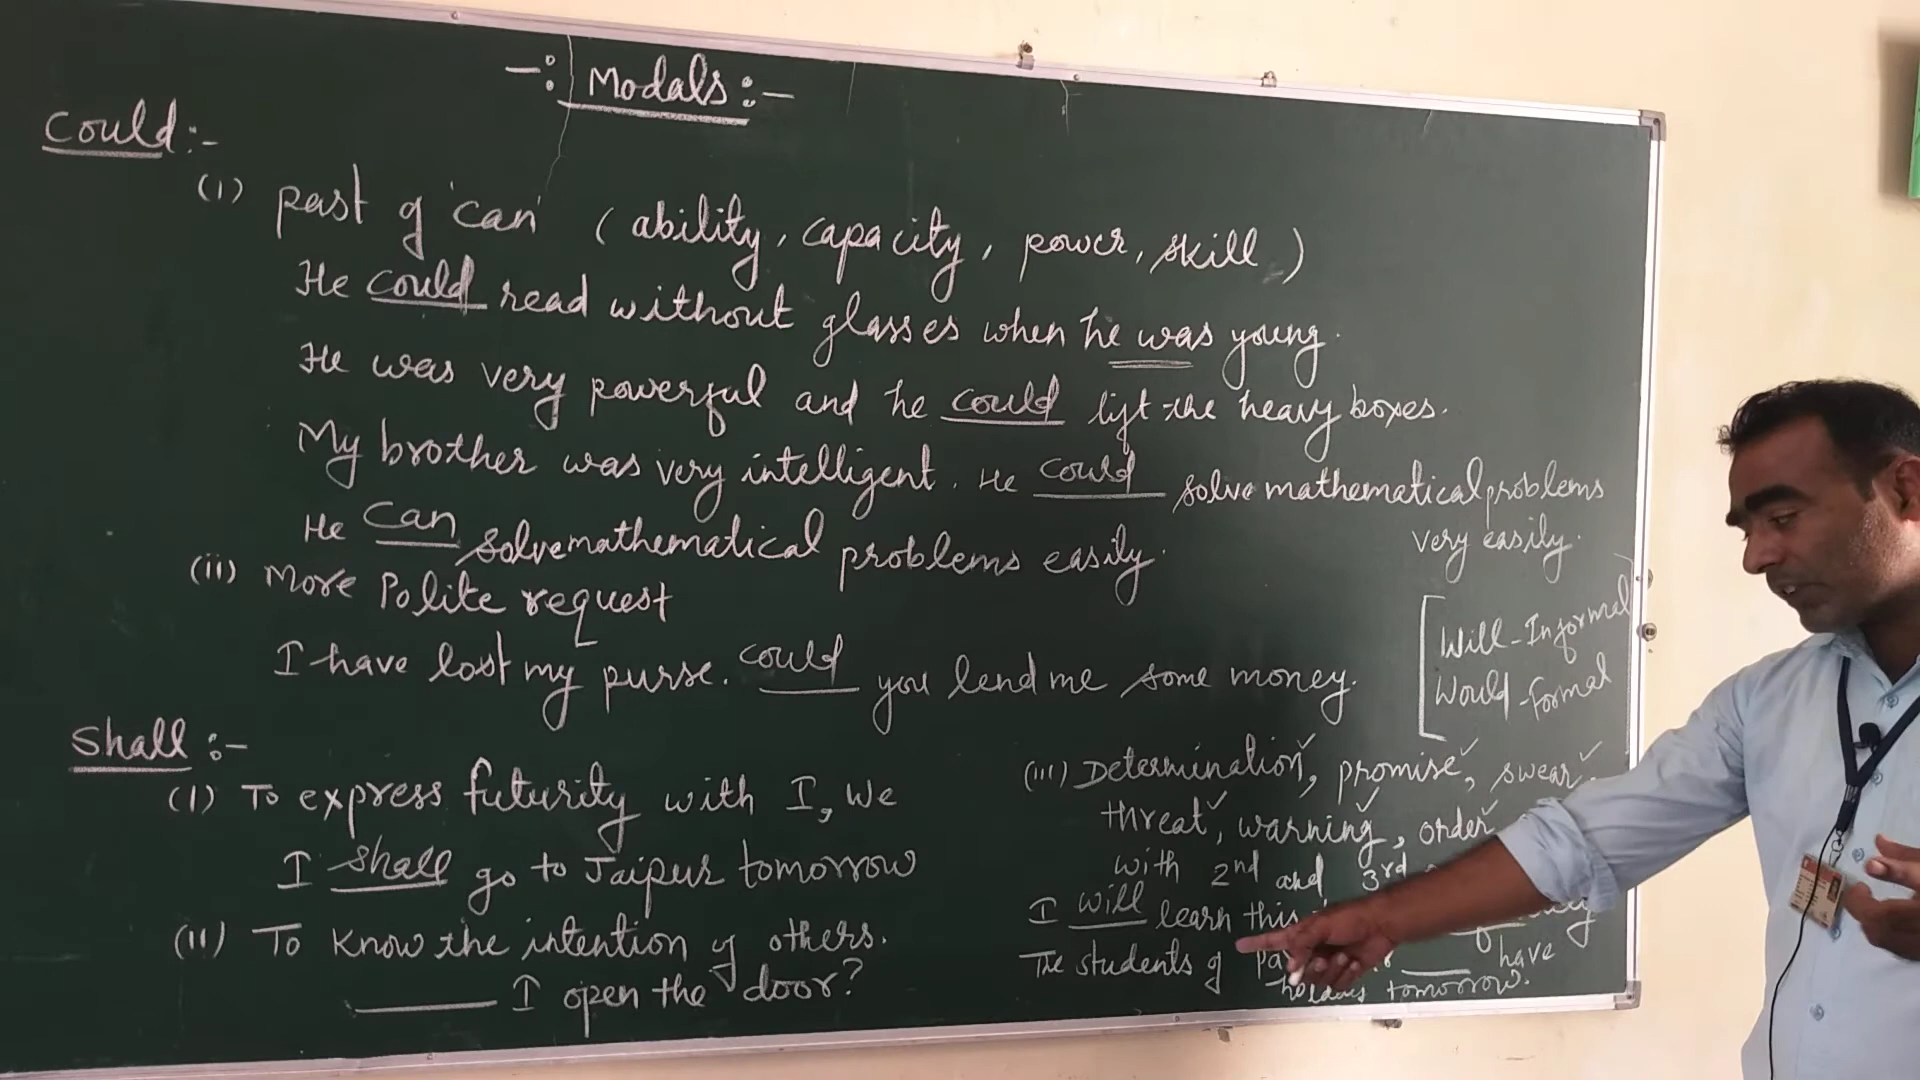 -: Modals:-
Could:-
(i) past of 'can' (ability, capacity, power, skill)
He could read without glasses when he was young.
He was very powerful and he could lift the heavy boxes.
My brother was very intelligent. He could solve mathematical problems
very easily.
He can solve mathematical problems easily.
(ii) More Polite request
I have lost my purse. could you lend me some money.
Will - Informal
Would - Formal
Shall :-
(I) To express futurity with I, We
I shall go to Jaipur tomorrow
(II) To know the intention of others.
____ I open the door?
(III) Determination, promise, swear,
threat, warning, order
with 2nd and 3rd
I will learn this
The students of ____ have
holiday tomorrow.